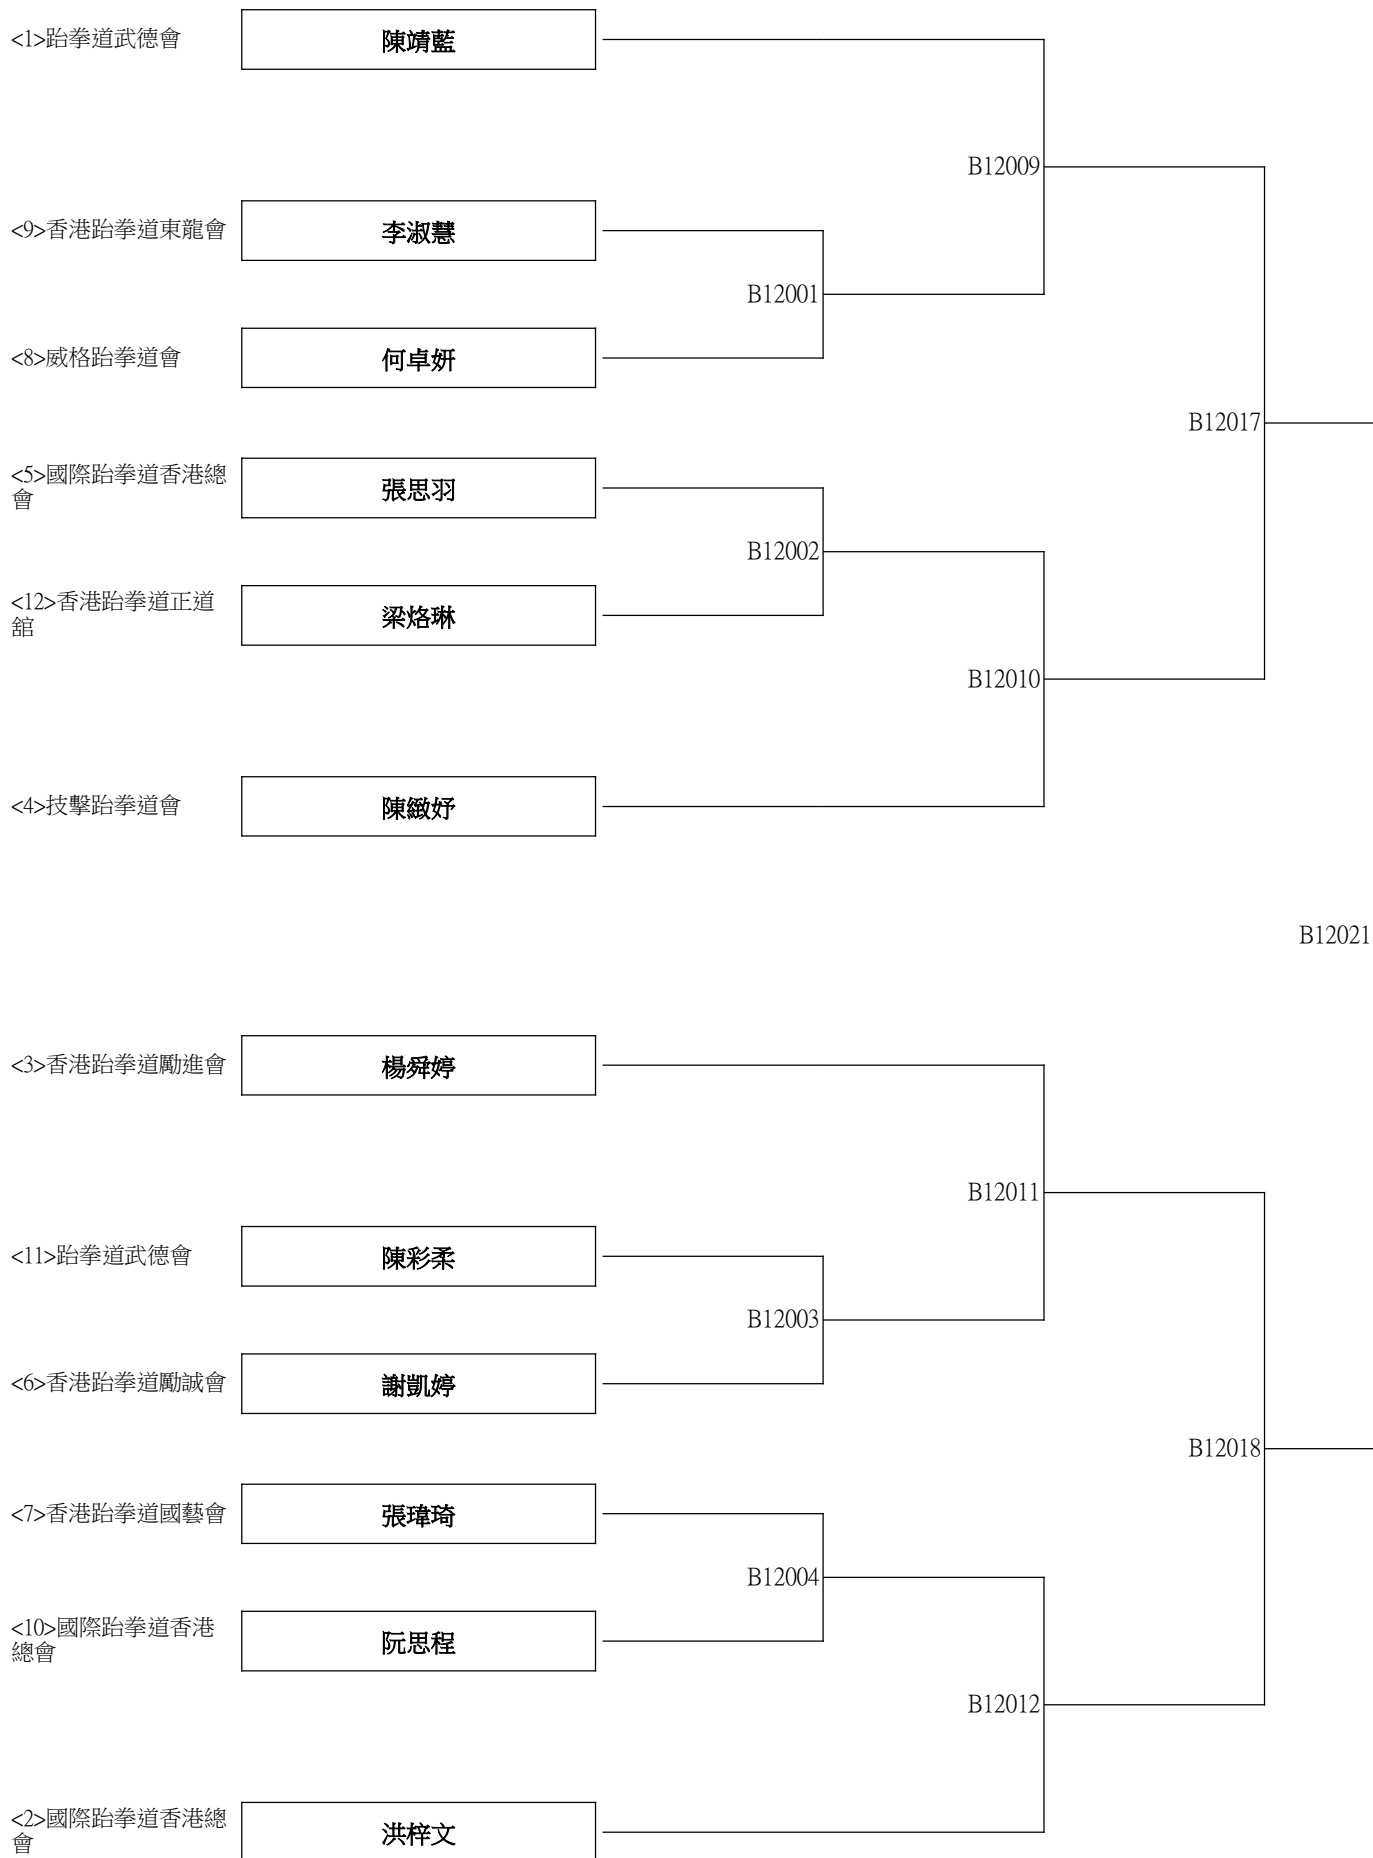 <1>跆拳道武德會
陳靖藍
B12009
<9>香港跆拳道東龍會
李淑慧
B12001
<8>威格跆拳道會
何卓妍
B12017
<5>國際跆拳道香港總
會
張思羽
B12002
<12>香港跆拳道正道
舘
梁烙琳
B12010
<4>技擊跆拳道會
陳緻妤
B12021
<3>香港跆拳道勵進會
楊舜婷
B12011
<11>跆拳道武德會
陳彩柔
B12003
<6>香港跆拳道勵誠會
謝凱婷
B12018
<7>香港跆拳道國藝會
張瑋琦
B12004
<10>國際跆拳道香港
總會
阮思程
B12012
<2>國際跆拳道香港總
會
洪梓文